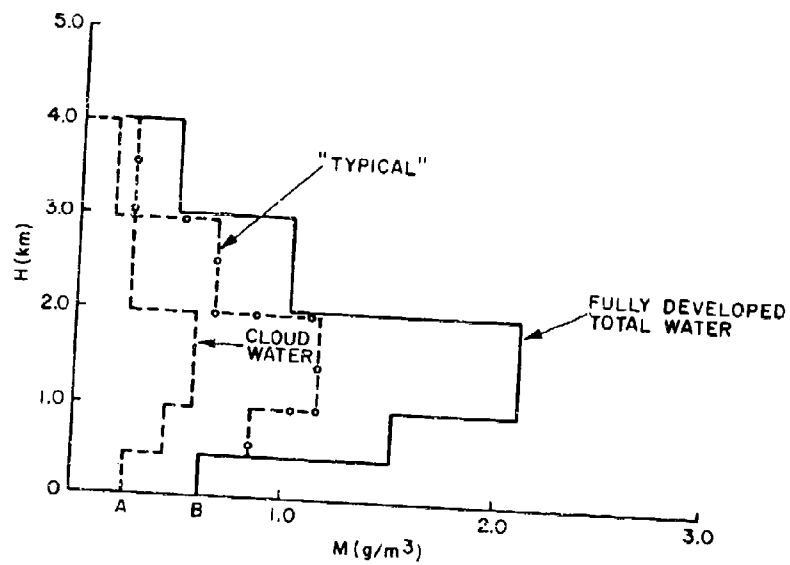 5.0
4.0
"TYPICAL"
3.0
H (km)
2.0
FULLY DEVELOPED
TOTAL WATER
CLOUD
WATER
1.0
0
A
B
1.0
2.0
3.0
M (g/m³)